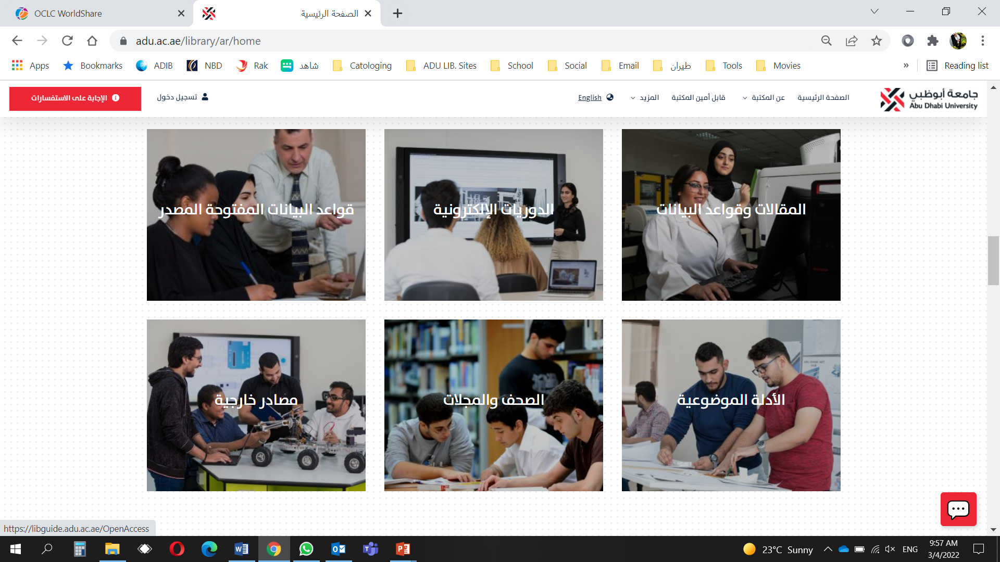 OCLC WorldShare
الصفحة الرئيسية
adu.ac.ae/library/ar/home
Apps
Bookmarks
ADIB
NBD
Rak
شاهد
Catologing
ADU LIB. Sites
School
Social
Email
طيران
Tools
Movies
»
Reading list
جامعة أبوظبي
Abu Dhabi University
الصفحة الرئيسية
عن المكتبة
قابل أمين المكتبة
المزيد
English
تسجيل دخول
الإجابة على الاستفسارات
المقالات وقواعد البيانات
الدوريات الإلكترونية
قواعد البيانات المفتوحة المصدر
الأدلة الموضوعية
الصحف والمجلات
مصادر خارجية
https://libguide.adu.ac.ae/OpenAccess
23°C Sunny
ENG
9:57 AM
3/4/2022